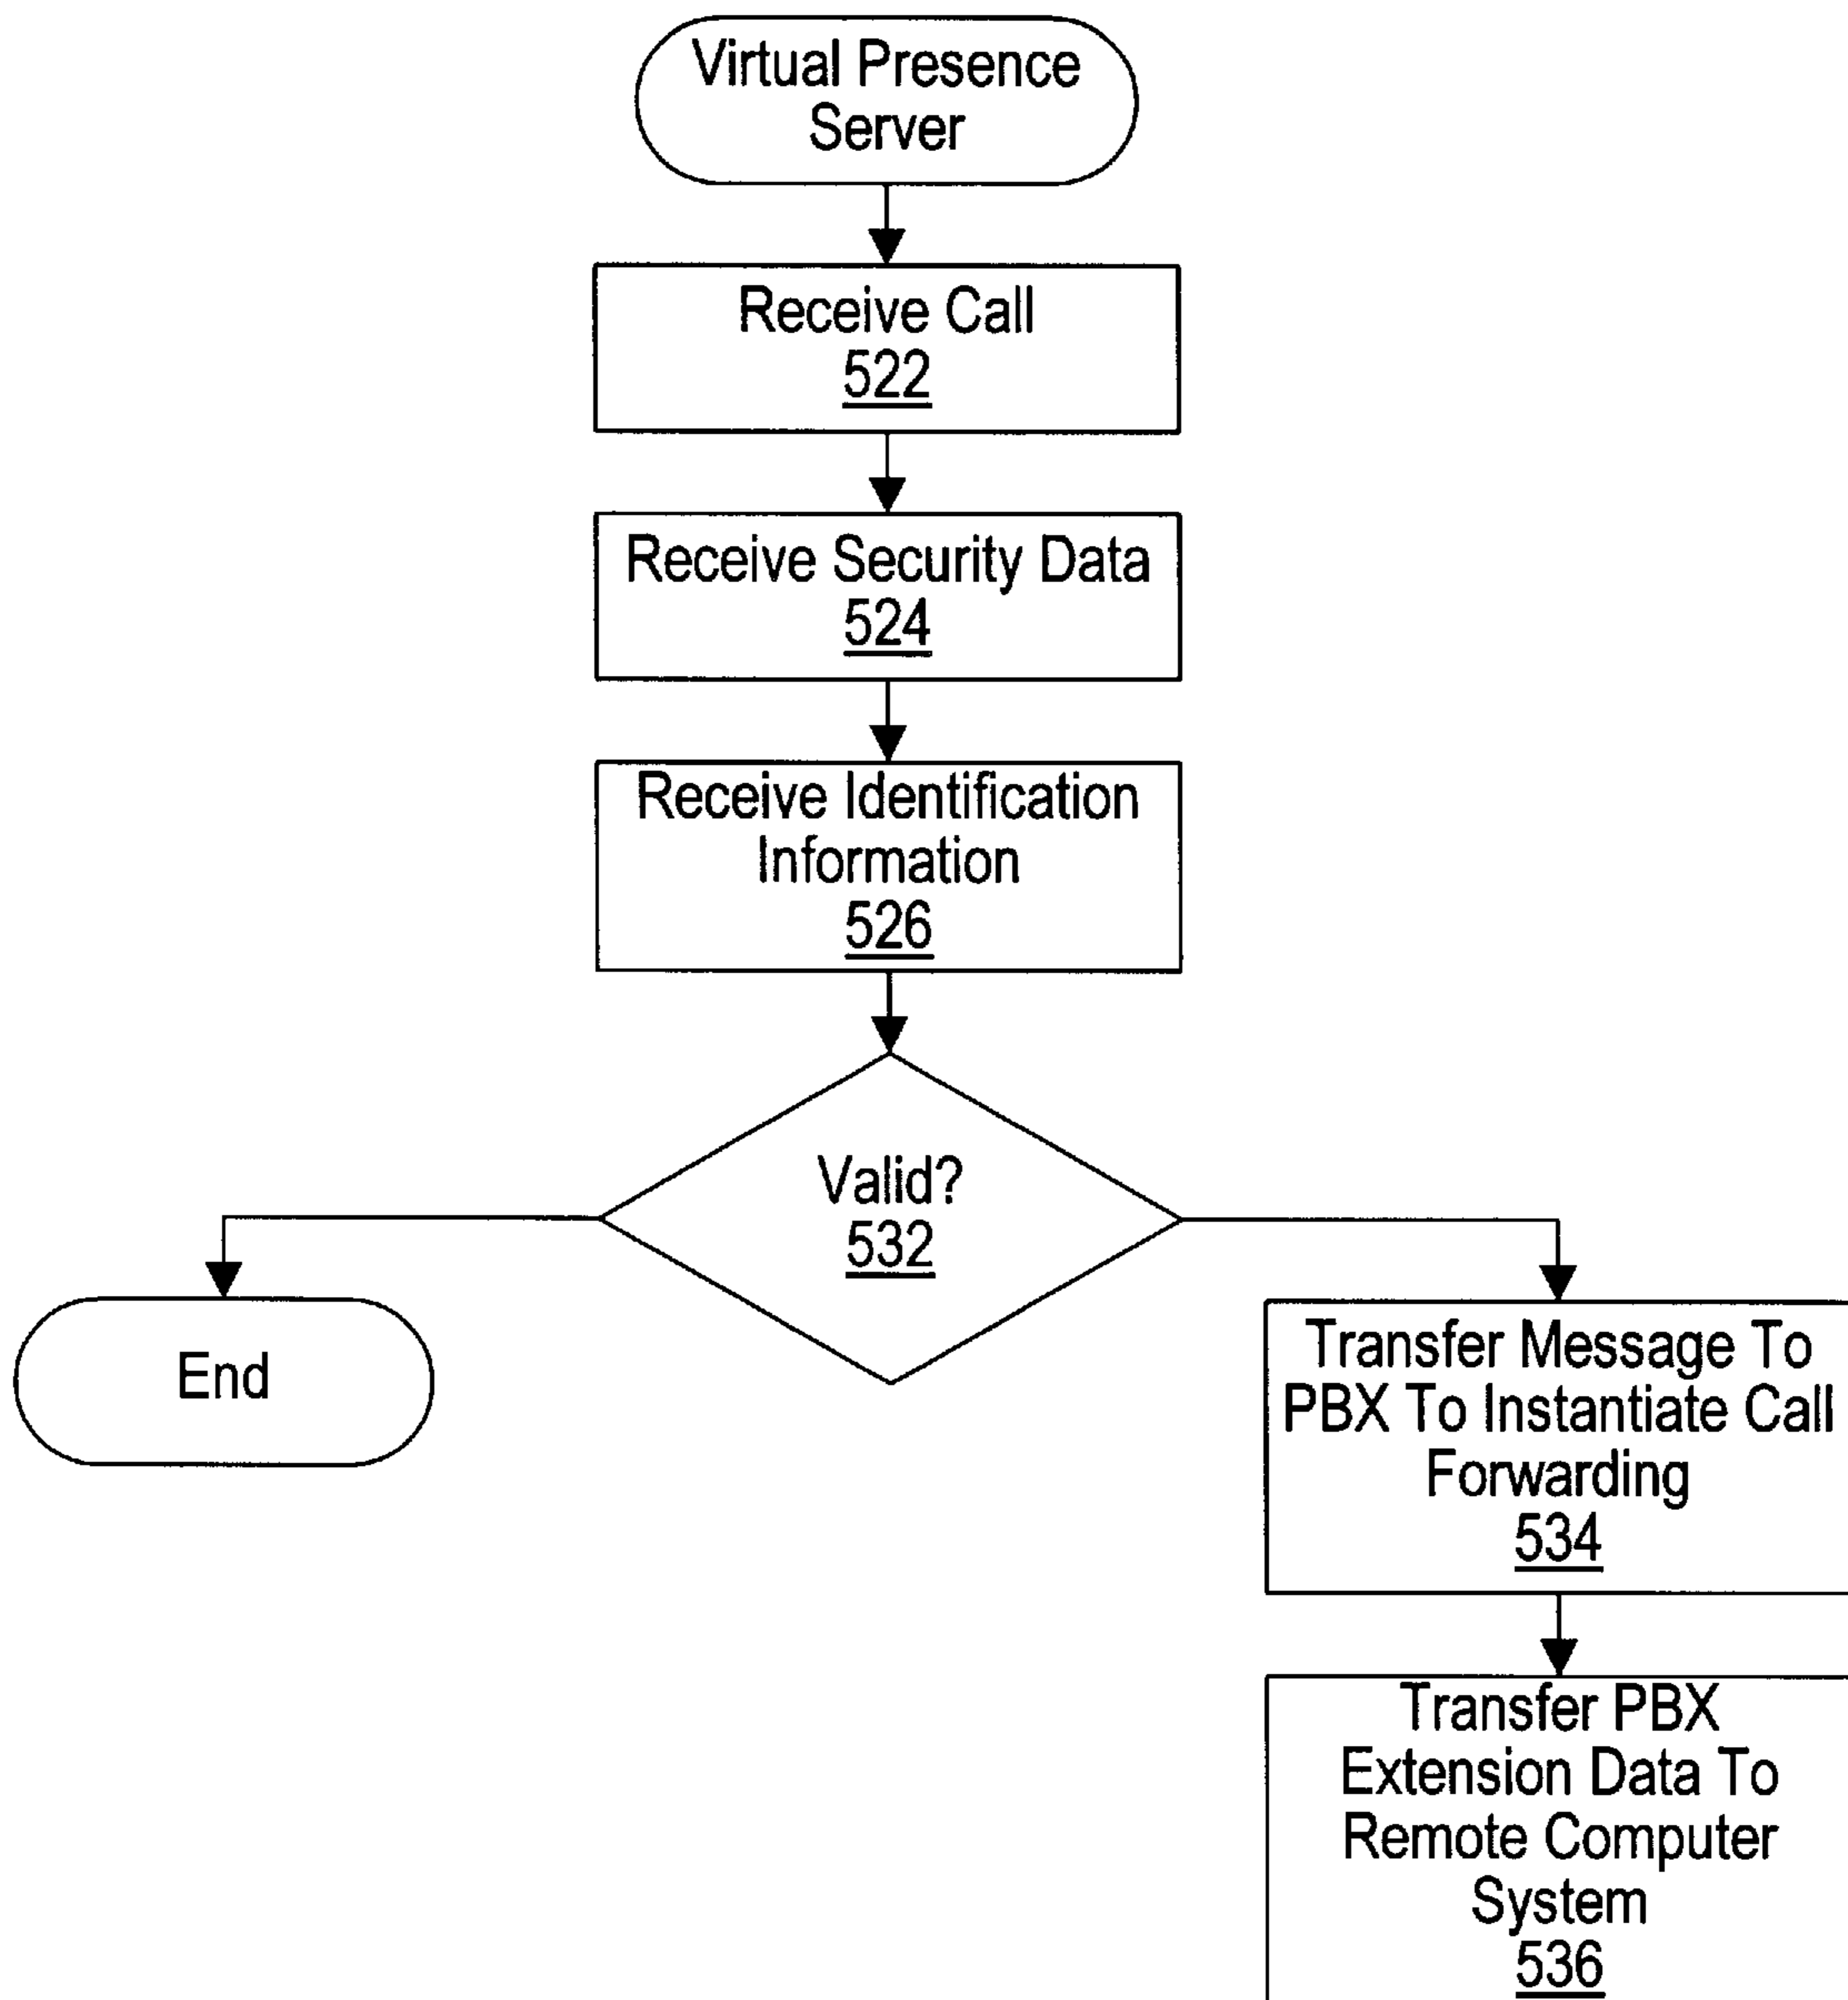 Virtual Presence
Server
Receive Call
522
Receive Security Data
524
Receive Identification
Information
526
Valid?
532
End
Transfer Message To
PBX To Instantiate Call
Forwarding
534
Transfer PBX
Extension Data To
Remote Computer
System
536